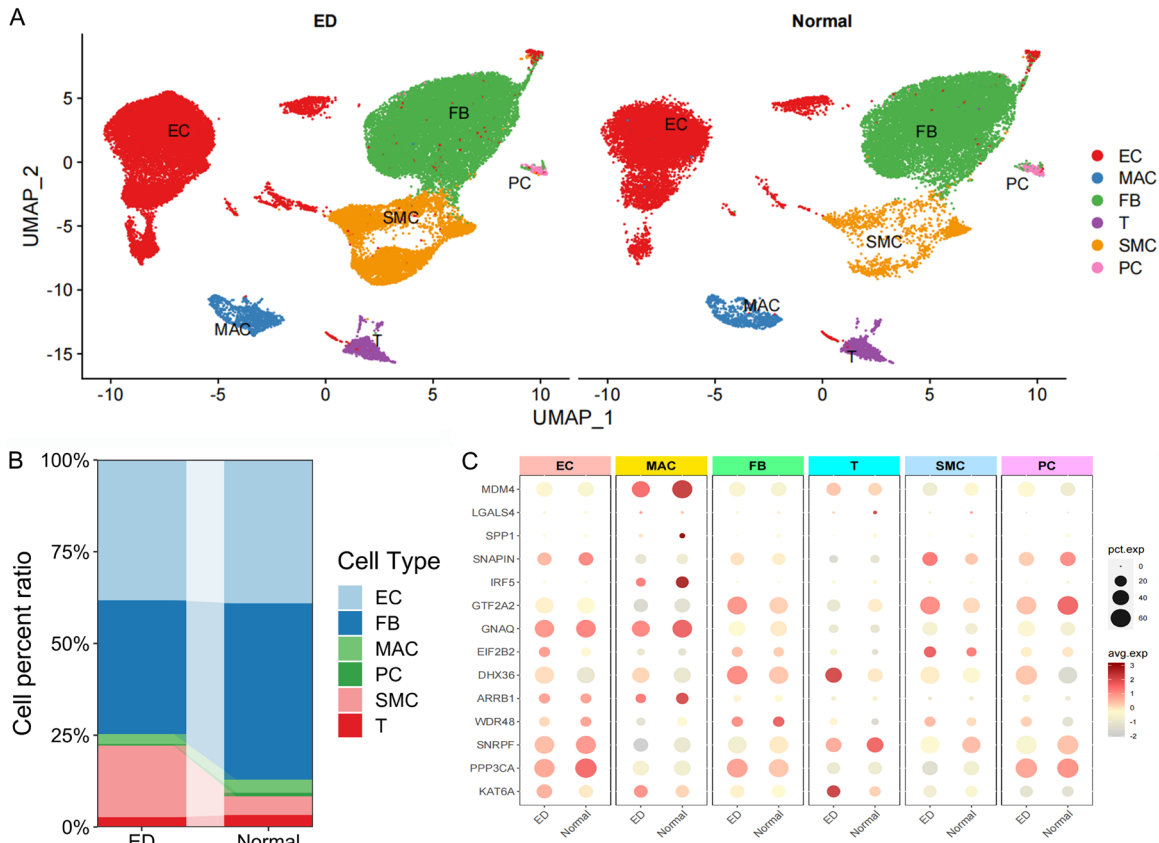 A
ED
Normal
UMAP_2
5
0
-5
-10
-15
EC
FB
PC
SMC
MAC
T
EC
FB
PC
SMC
MAC
T
EC
MAC
FB
T
SMC
PC
-10
-5
0
5
10
-10
-5
0
5
10
UMAP_1
B
Cell percent ratio
100%
75%
50%
25%
0%
ED
Normal
Cell Type
EC
FB
MAC
PC
SMC
T
C
EC
MAC
FB
T
SMC
PC
MDM4
LGALS4
SPP1
SNAPIN
IRF5
GTF2A2
GNAQ
EIF2B2
DHX36
ARRB1
WDR48
SNRPF
PPP3CA
KAT6A
ED
Normal
ED
Normal
ED
Normal
ED
Normal
ED
Normal
ED
Normal
pct.exp
0
20
40
60
avg.exp
3
2
1
0
-1
-2